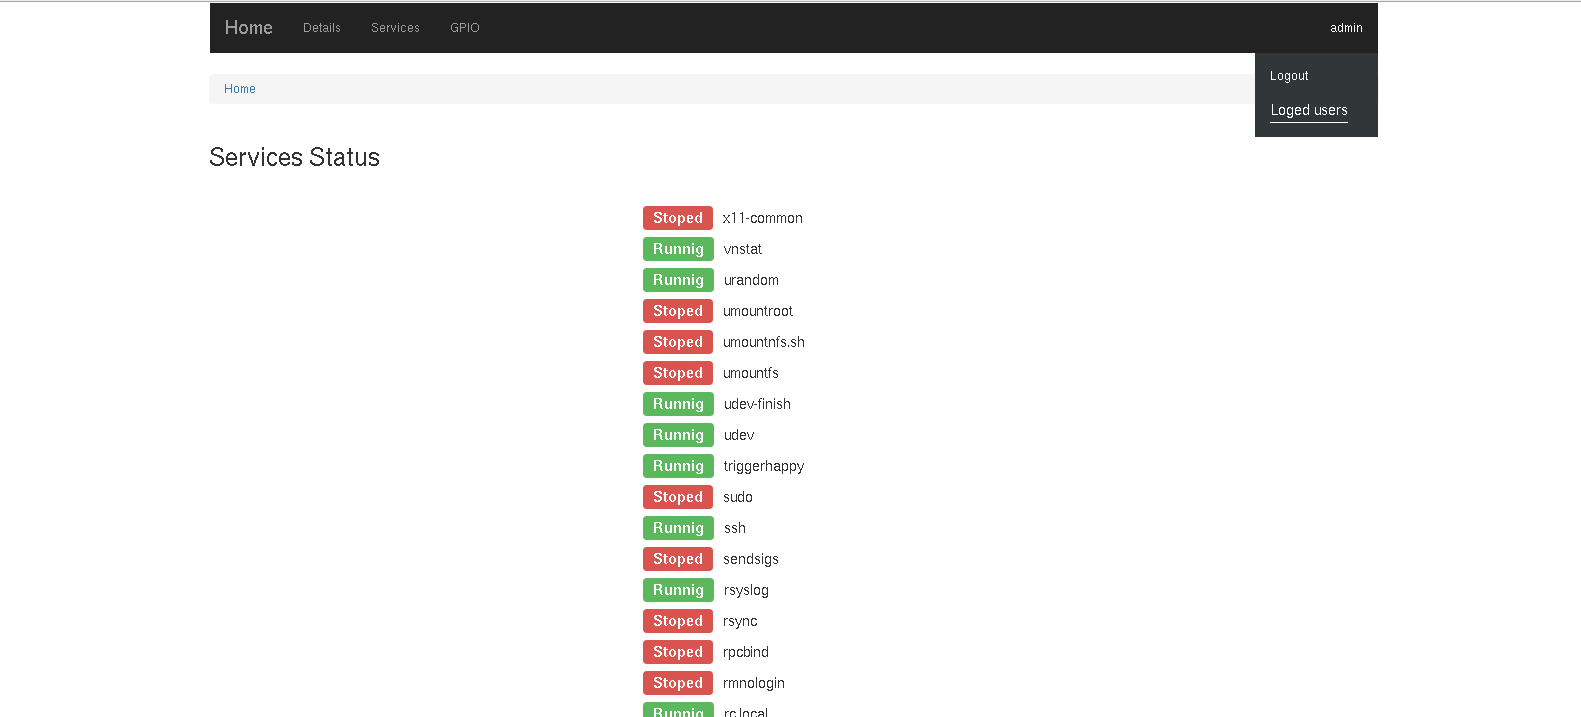 Home Details Services GPIO admin
Logout
Home
Loged users
Services Status
Stoped x11-common
Runnig vnstat
Runnig urandom
Stoped umountroot
Stoped umountnfs.sh
Stoped umountfs
Runnig udev-finish
Runnig udev
Runnig triggerhappy
Stoped sudo
Runnig ssh
Stoped sendsigs
Runnig rsyslog
Stoped rsync
Stoped rpcbind
Stoped rmnologin
Runnig rc.local